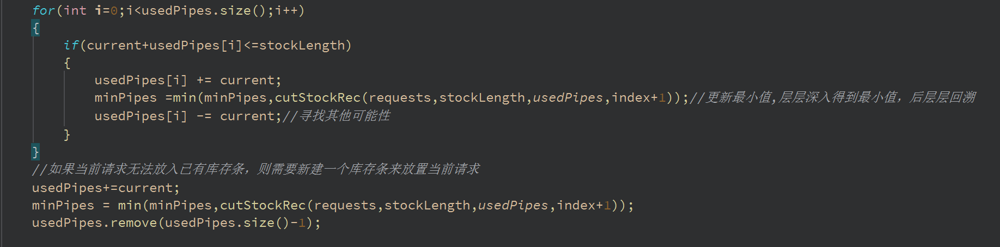 for(int i=0;i<usedPipes.size();i++)
{
if(current+usedPipes[i]<=stockLength)
{
usedPipes[i] += current;
minPipes =min(minPipes,cutStockRec(requests,stockLength,usedPipes,index+1));//更新最小值,层层深入得到最小值，后层层回溯
usedPipes[i] -= current;//寻找其他可能性
}
}
//如果当前请求无法放入已有库存条，则需要新建一个库存条来放置当前请求
usedPipes+=current;
minPipes = min(minPipes,cutStockRec(requests,stockLength,usedPipes,index+1));
usedPipes.remove(usedPipes.size()-1);